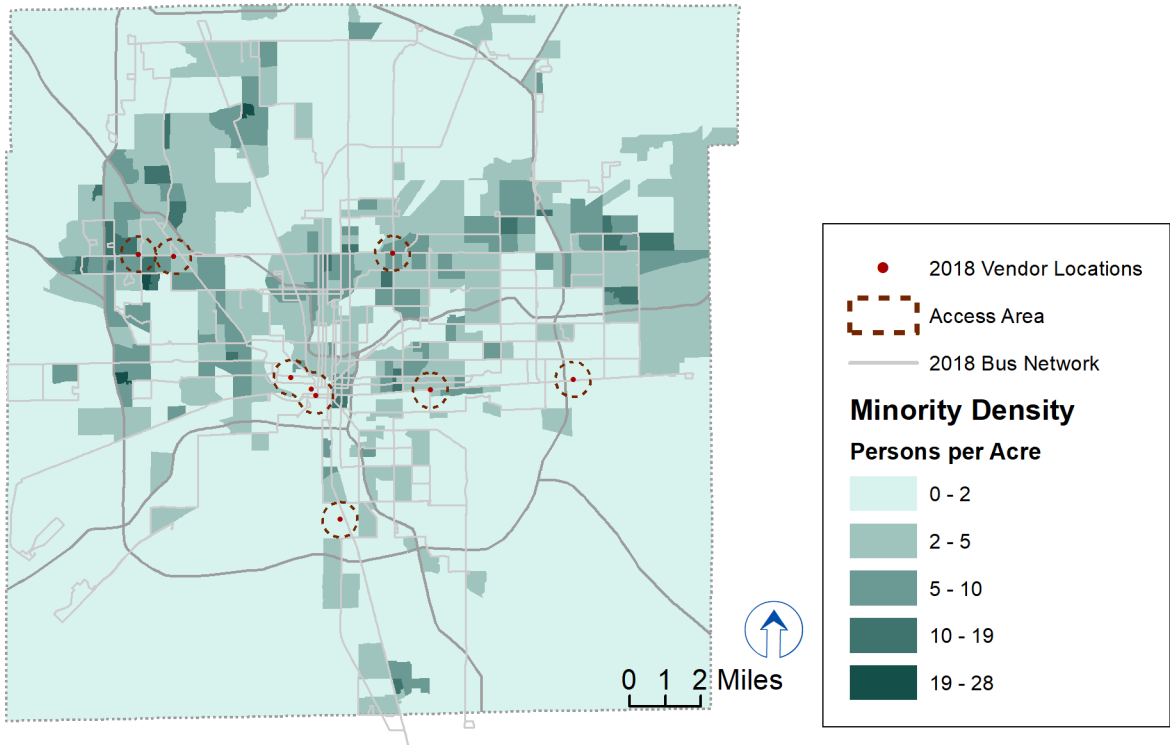 2018 Vendor Locations
Access Area
2018 Bus Network
Minority Density
Persons per Acre
0 - 2
2 - 5
5 - 10
10 - 19
19 - 28
0 1 2 Miles